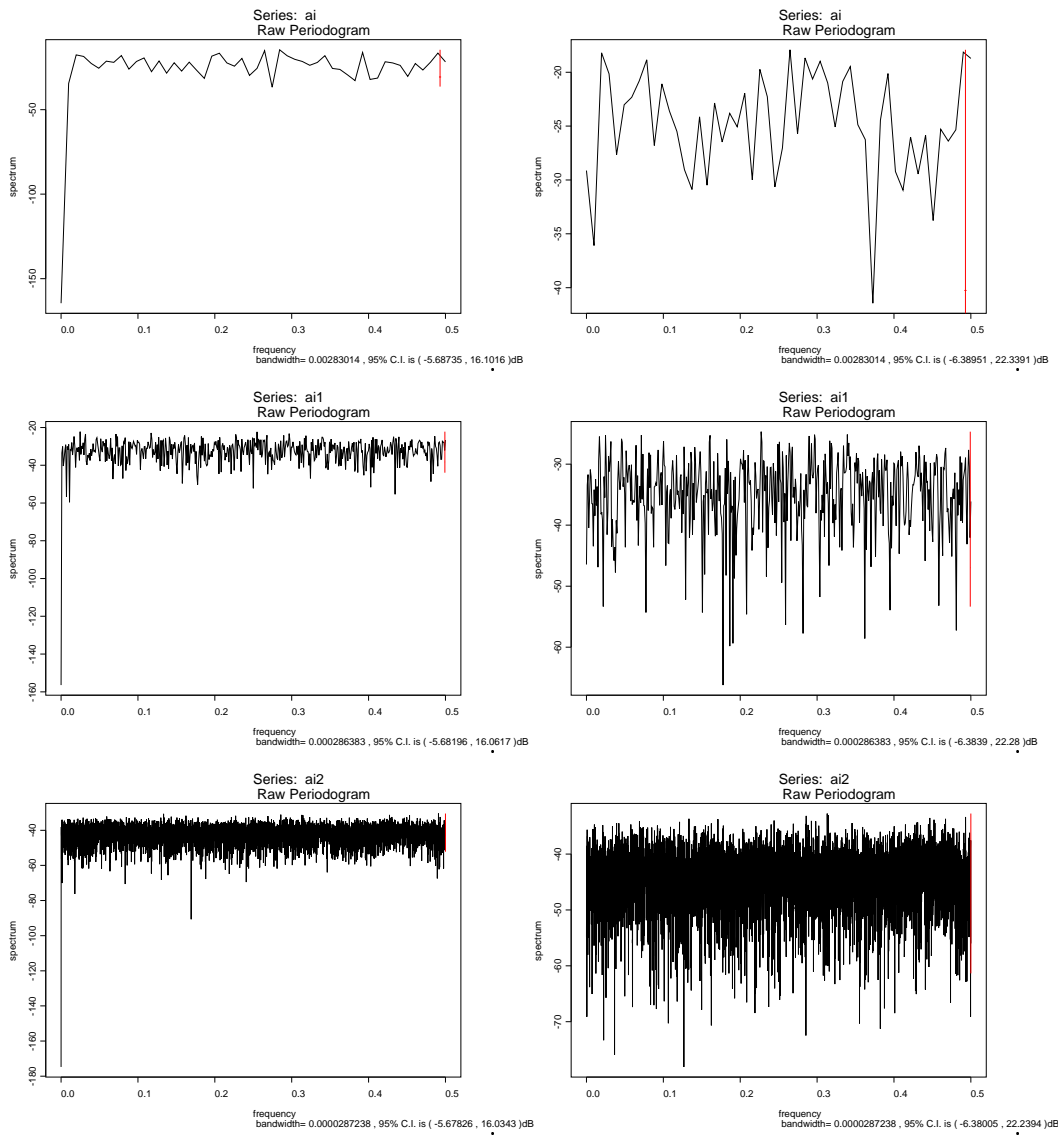 Series: ai
Raw Periodogram
spectrum
-50
-100
-150
0.0 0.1 0.2 0.3 0.4 0.5
frequency
bandwidth= 0.00283014 , 95% C.I. is ( -5.68735 , 16.1016 )dB
Series: ai
Raw Periodogram
spectrum
-20
-25
-30
-35
-40
0.0 0.1 0.2 0.3 0.4 0.5
frequency
bandwidth= 0.00283014 , 95% C.I. is ( -6.38951 , 22.3391 )dB
Series: ai1
Raw Periodogram
spectrum
-20
-40
-60
-80
-100
-120
-140
-160
0.0 0.1 0.2 0.3 0.4 0.5
frequency
bandwidth= 0.000286383 , 95% C.I. is ( -5.68196 , 16.0617 )dB
Series: ai1
Raw Periodogram
spectrum
-30
-40
-50
-60
0.0 0.1 0.2 0.3 0.4 0.5
frequency
bandwidth= 0.000286383 , 95% C.I. is ( -6.3839 , 22.28 )dB
Series: ai2
Raw Periodogram
spectrum
-40
-60
-80
-100
-120
-140
-160
-180
0.0 0.1 0.2 0.3 0.4 0.5
frequency
bandwidth= 0.0000287238 , 95% C.I. is ( -5.67826 , 16.0343 )dB
Series: ai2
Raw Periodogram
spectrum
-40
-50
-60
-70
0.0 0.1 0.2 0.3 0.4 0.5
frequency
bandwidth= 0.0000287238 , 95% C.I. is ( -6.38005 , 22.2394 )dB